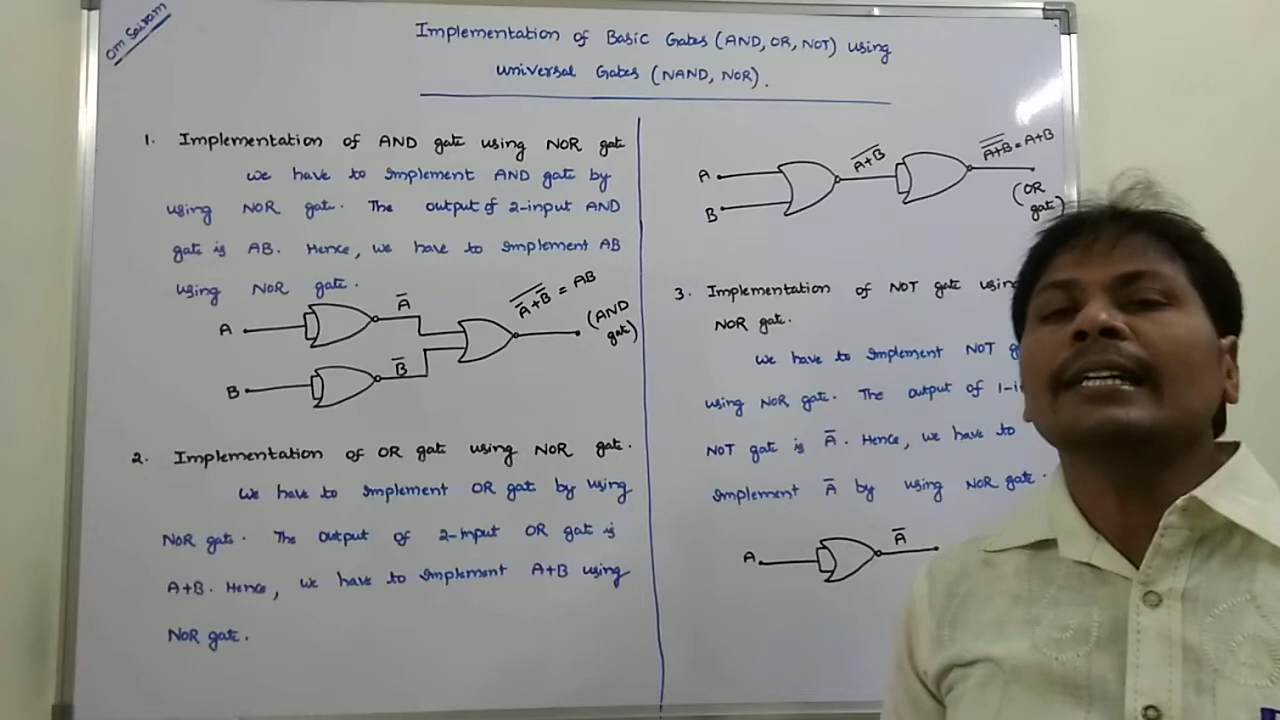 Om Sairam
Implementation of Basic Gates (AND, OR, NOT) using
Universal Gates (NAND, NOR).
1. Implementation of AND gate using NOR gate
We have to implement AND gate by
using NOR gate. The output of 2-input AND
gate is AB. Hence, we have to implement AB
using NOR gate.
A
A̅
B
B̅
\overline{A̅+B̅} = AB
(AND
gate)
2. Implementation of OR gate using NOR gate.
We have to implement OR gate by using
NOR gate. The output of 2-input OR gate is
A+B. Hence, we have to implement A+B using
NOR gate.
A
B
\overline{A+B}
\overline{\overline{A+B}} = A+B
(OR
gate)
3. Implementation of NOT gate using
NOR gate.
We have to implement NOT
using NOR gate. The output of 1-
NOT gate is A̅. Hence, we have to
implement A̅ by using NOR gate.
A
A̅